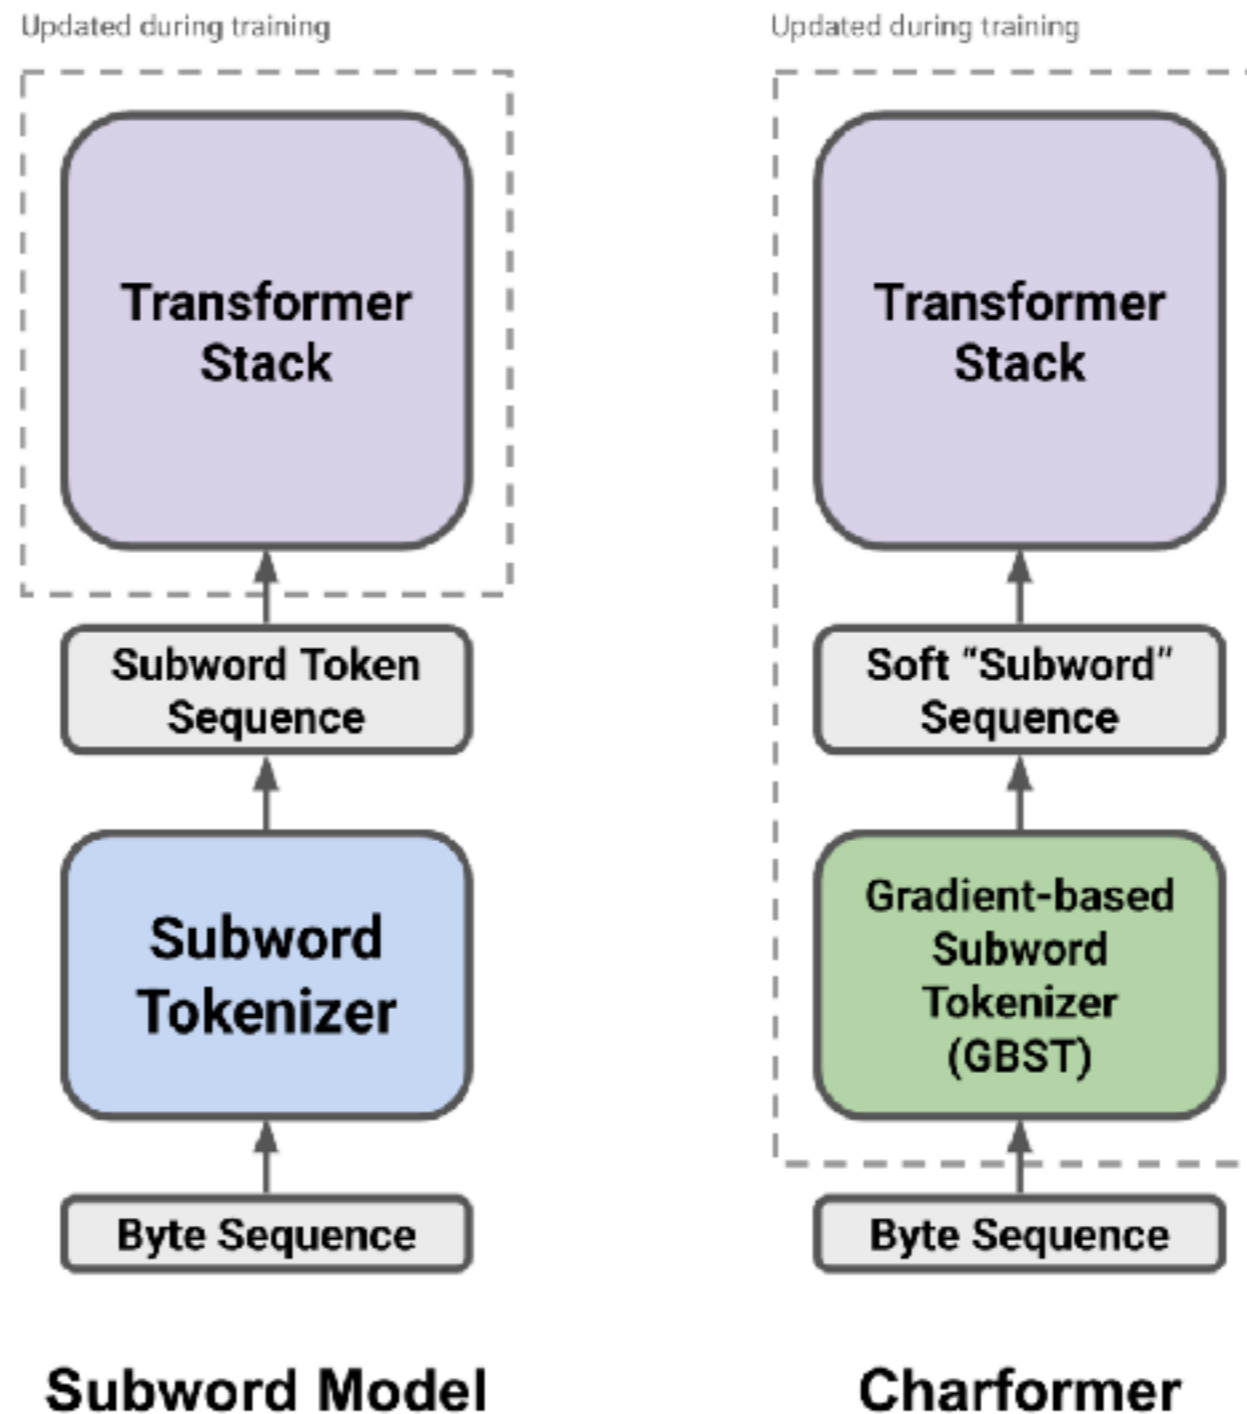 Updated during training
Transformer
Stack
Subword Token
Sequence
Subword
Tokenizer
Byte Sequence
Subword Model
Updated during training
Transformer
Stack
Soft “Subword”
Sequence
Gradient-based
Subword
Tokenizer
(GBST)
Byte Sequence
Charformer